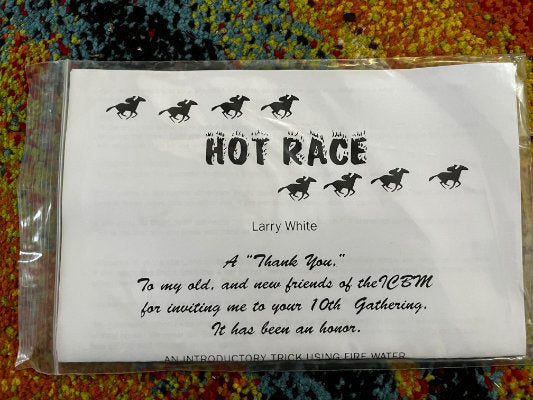 HOT RACE
Larry White
A "Thank You."
To my old, and new friends of theICBM
for inviting me to your 10th Gathering.
It has been an honor.
AN INTRODUCTORY TRICK USING FIRE WATER